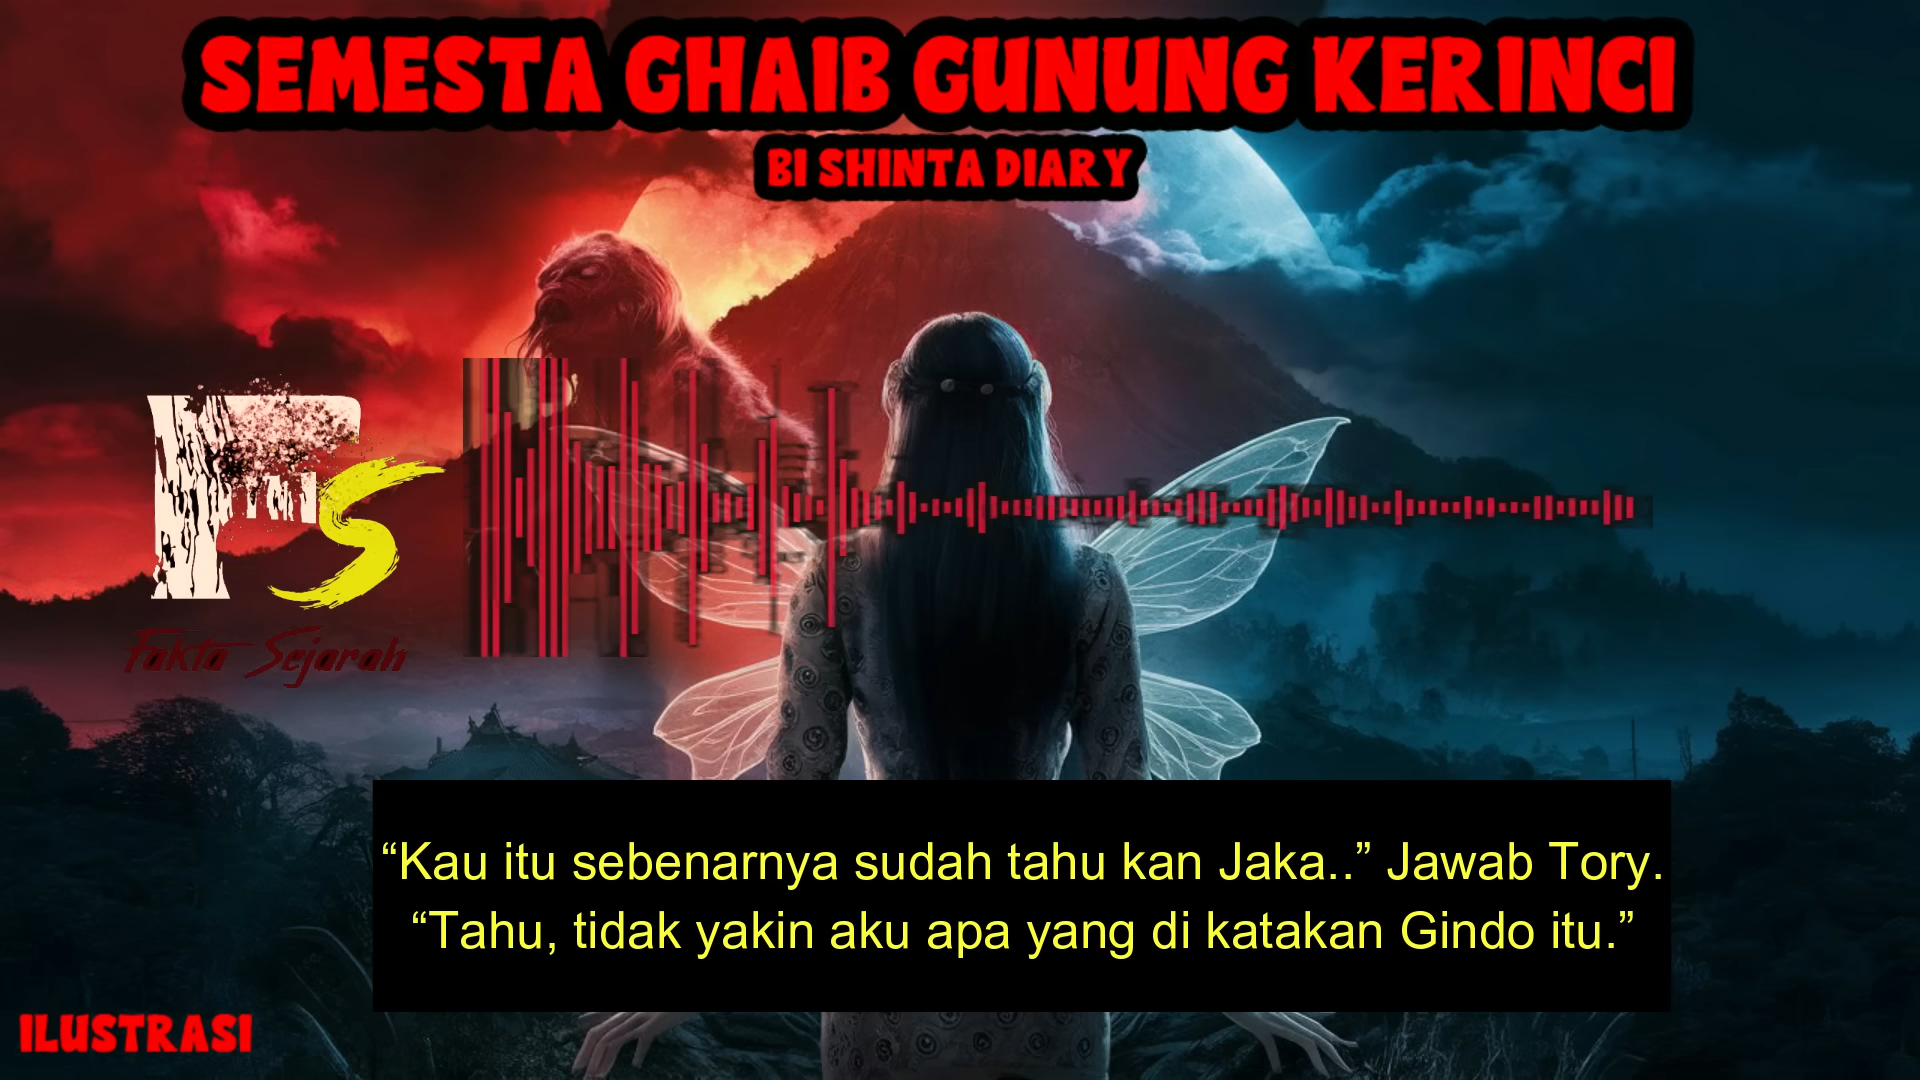 SEMESTA GHAIB GUNUNG KERINCI
BI SHINTA DIARY
FS
Fakta Sejarah
“Kau itu sebenarnya sudah tahu kan Jaka..” Jawab Tory.
“Tahu, tidak yakin aku apa yang di katakan Gindo itu.”
ILUSTRASI